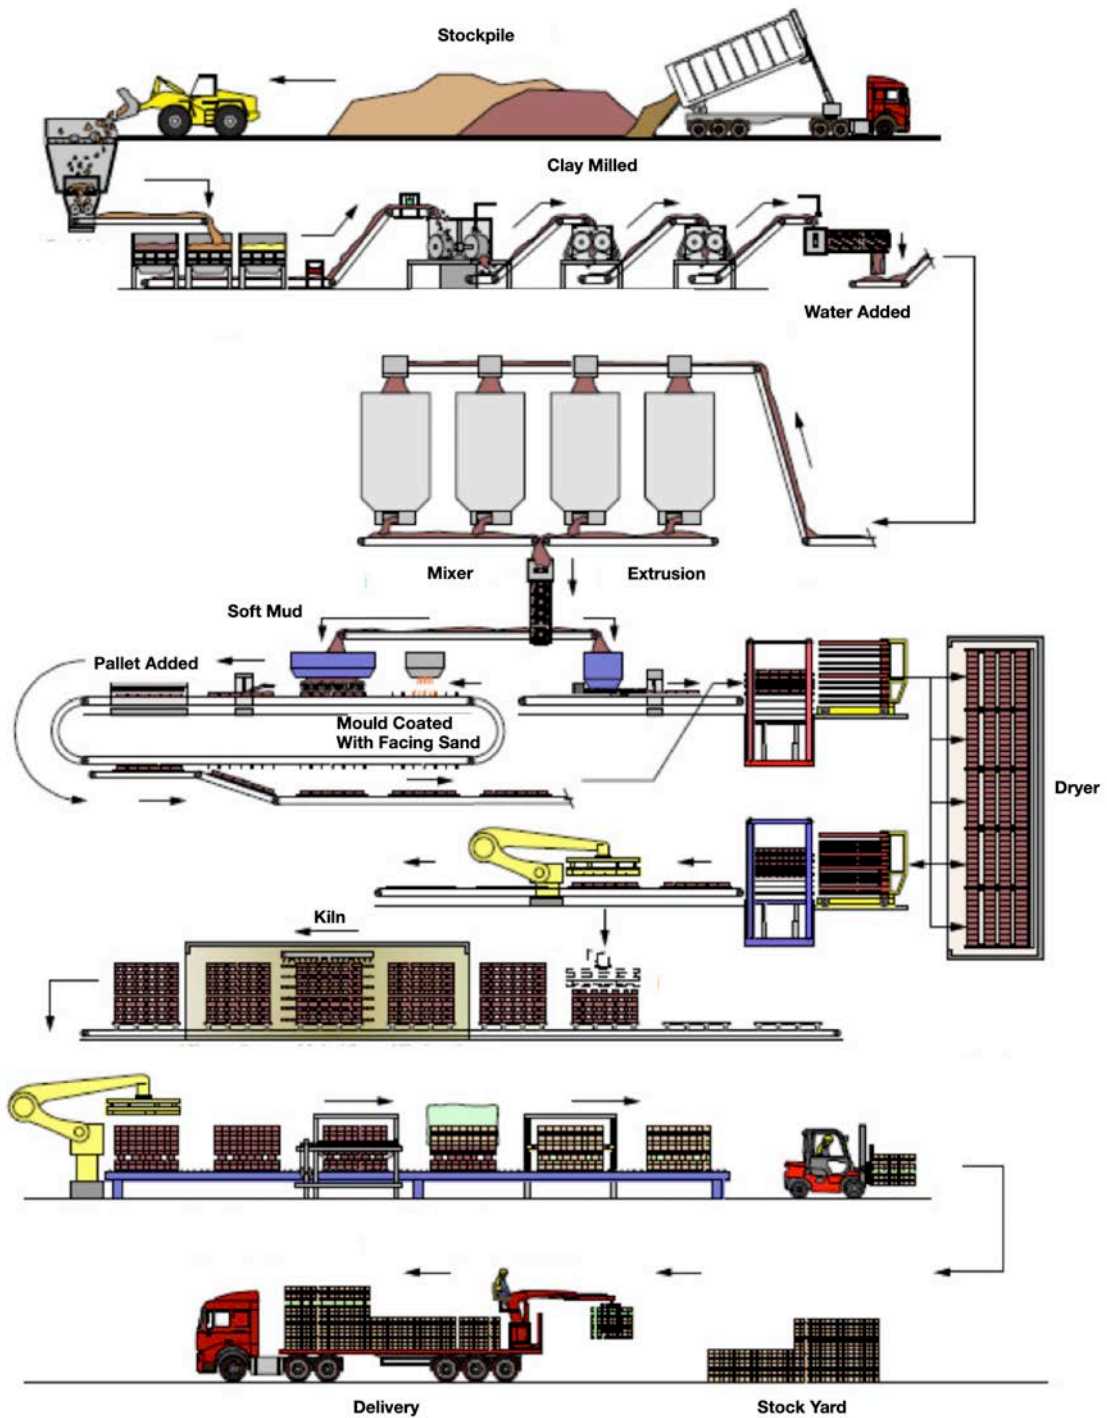 Stockpile
Clay Milled
Water Added
Mixer
Extrusion
Soft Mud
Pallet Added
Mould Coated
With Facing Sand
Dryer
Kiln
Delivery
Stock Yard